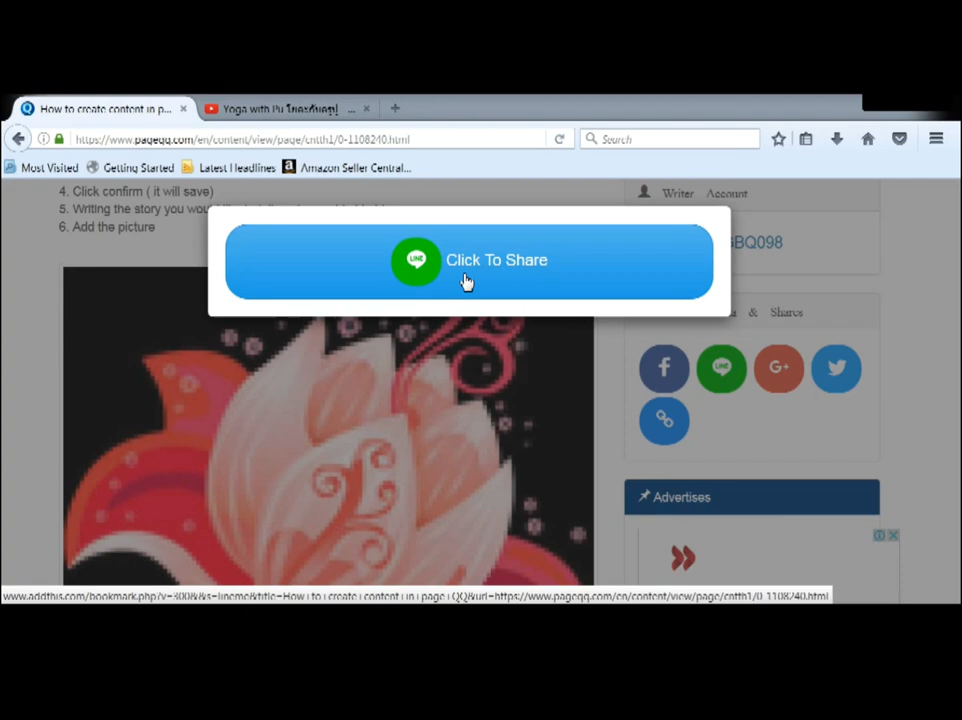 How to create content in p...
Yoga with Pu โยคะกับครูปุ ...
https://www.pageqq.com/en/content/view/page/cntth1/0-1108240.html
Search
Most Visited Getting Started Latest Headlines Amazon Seller Central...
4. Click confirm ( it will save)
5. Writing the story you wou
6. Add the picture
LINE Click To Share
Writer Account
GBQ098
a & Shares
f LINE G+
Advertises
www.addthis.com/bookmark.php?v=300&&s=lineme&title=How+to+create+content+in+page+QQ&url=https://www.pageqq.com/en/content/view/page/cntth1/0-1108240.html